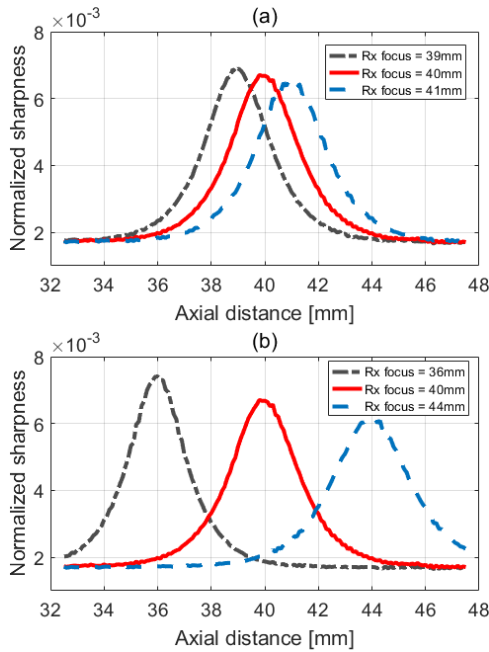 (a)
×10⁻³
Normalized sharpness
8
6
4
2
Rx focus = 39mm
Rx focus = 40mm
Rx focus = 41mm
32 34 36 38 40 42 44 46 48
Axial distance [mm]
(b)
×10⁻³
Normalized sharpness
8
6
4
2
Rx focus = 36mm
Rx focus = 40mm
Rx focus = 44mm
32 34 36 38 40 42 44 46 48
Axial distance [mm]